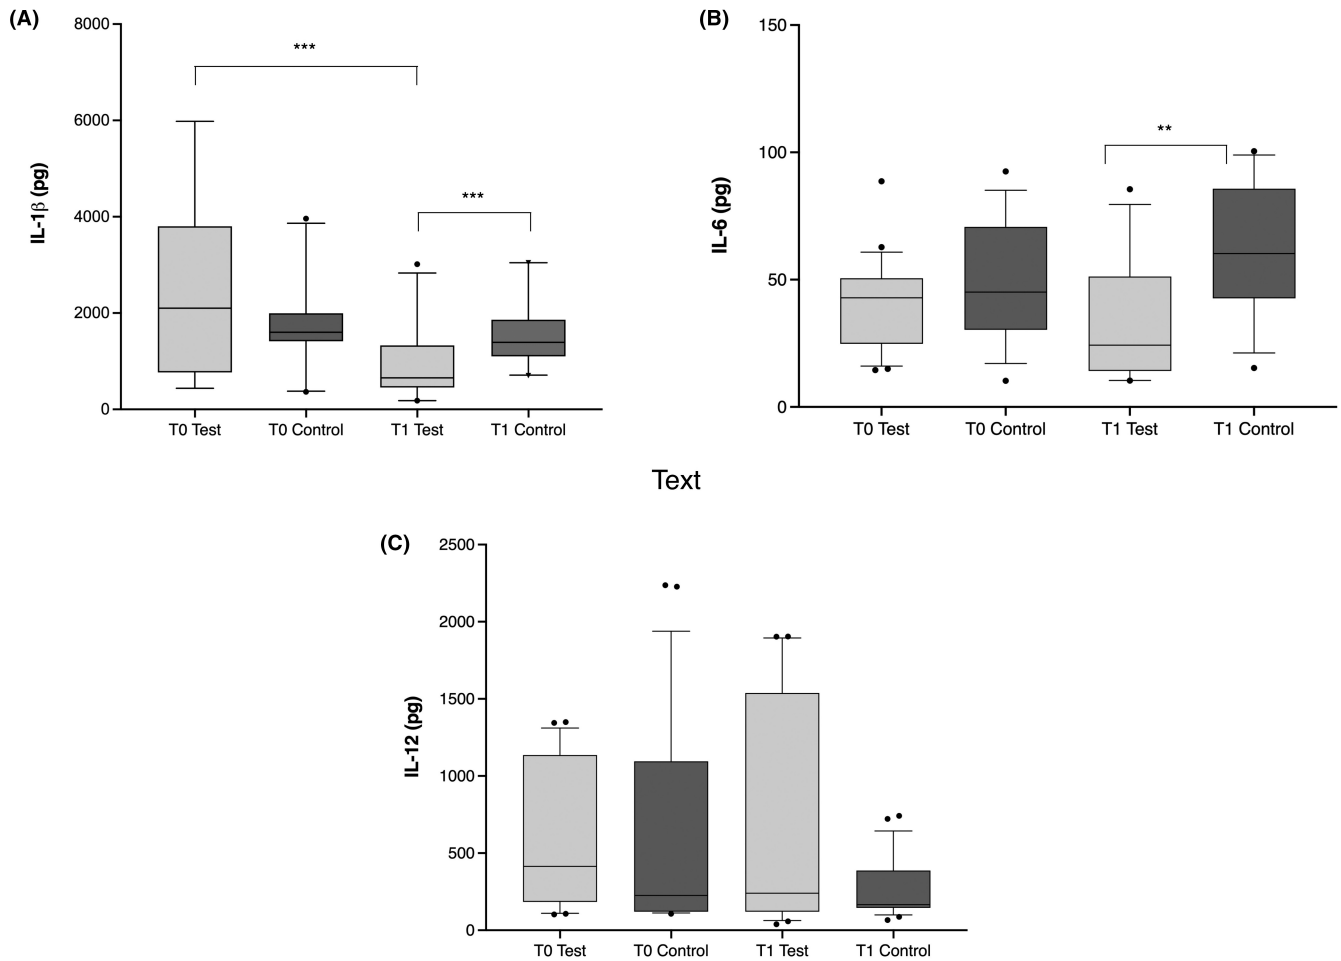 (A)
8000
6000
4000
2000
0
IL-1β (pg)
***
***
T0 Test
T0 Control
T1 Test
T1 Control
(B)
150
100
50
0
IL-6 (pg)
**
T0 Test
T0 Control
T1 Test
T1 Control
Text
(C)
2500
2000
1500
1000
500
0
IL-12 (pg)
T0 Test
T0 Control
T1 Test
T1 Control